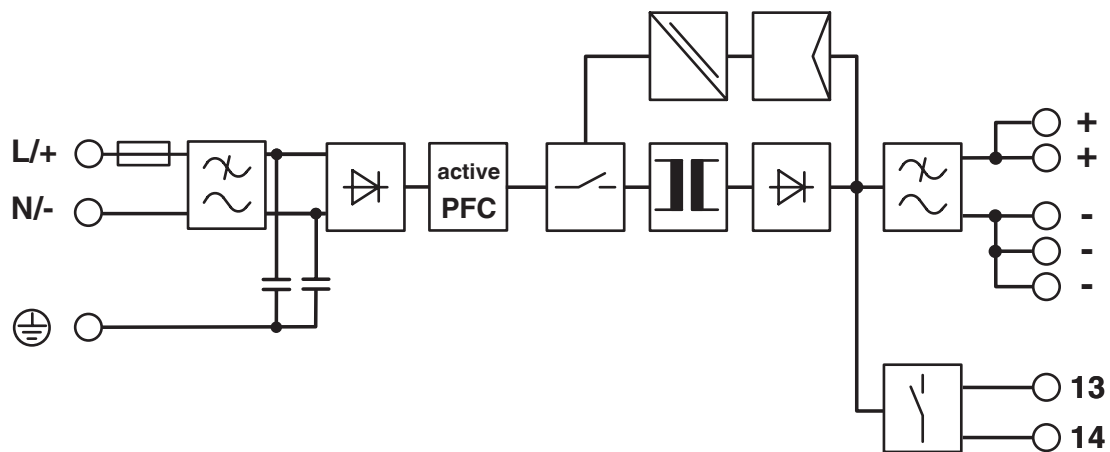 L/+
N/-
active
PFC
+
+
-
-
-
13
14